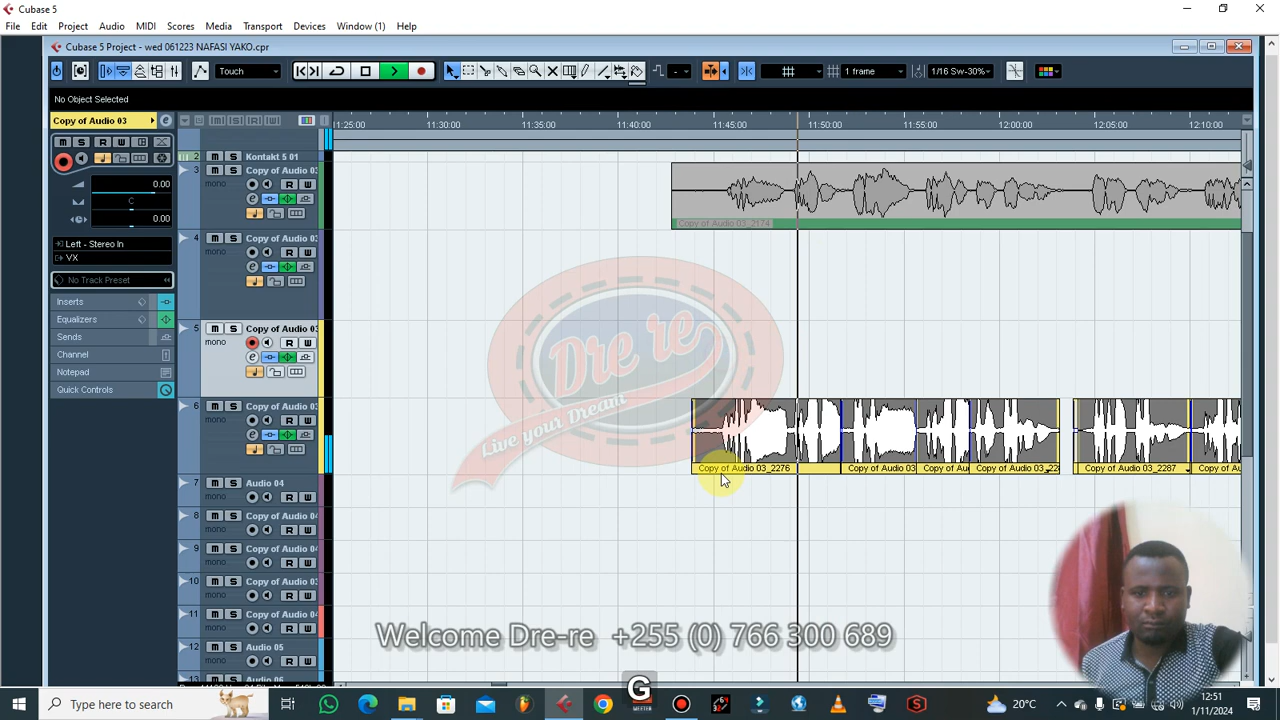 Cubase 5
File Edit Project Audio MIDI Scores Media Transport Devices Window (1) Help
Cubase 5 Project - wed 061223 NAFASI YAKO.cpr
Touch
1 frame
1/16 Sw-30%
No Object Selected
Copy of Audio 03
11:25:00 11:30:00 11:35:00 11:40:00 11:45:00 11:50:00 11:55:00 12:00:00 12:05:00 12:10:00
0.00
C
0.00
Left - Stereo In
VX
No Track Preset
Inserts
Equalizers
Sends
Channel
Notepad
Quick Controls
2 M S Kontakt 5 01
3 M S Copy of Audio 03
mono R W
4 M S Copy of Audio 03
mono R W
5 M S Copy of Audio 03
mono R W
6 M S Copy of Audio 03
mono R W
7 M S Audio 04
mono R W
8 M S Copy of Audio 04
mono R W
9 M S Copy of Audio 03
mono R W
10 M S Copy of Audio 03
mono R W
11 M S Copy of Audio 04
mono R W
12 M S Audio 05
mono R W
Audio 06
Copy of Audio 03_2174
Copy of Audio 03_2276
Copy of Audio 03
Copy of Au
Copy of Audio 03_22
Copy of Audio 03_2287
Copy of Au
Dre re
Live your Dream
Welcome Dre-re +255 (0) 766 300 689
G
Type here to search
20°C
12:51
1/11/2024